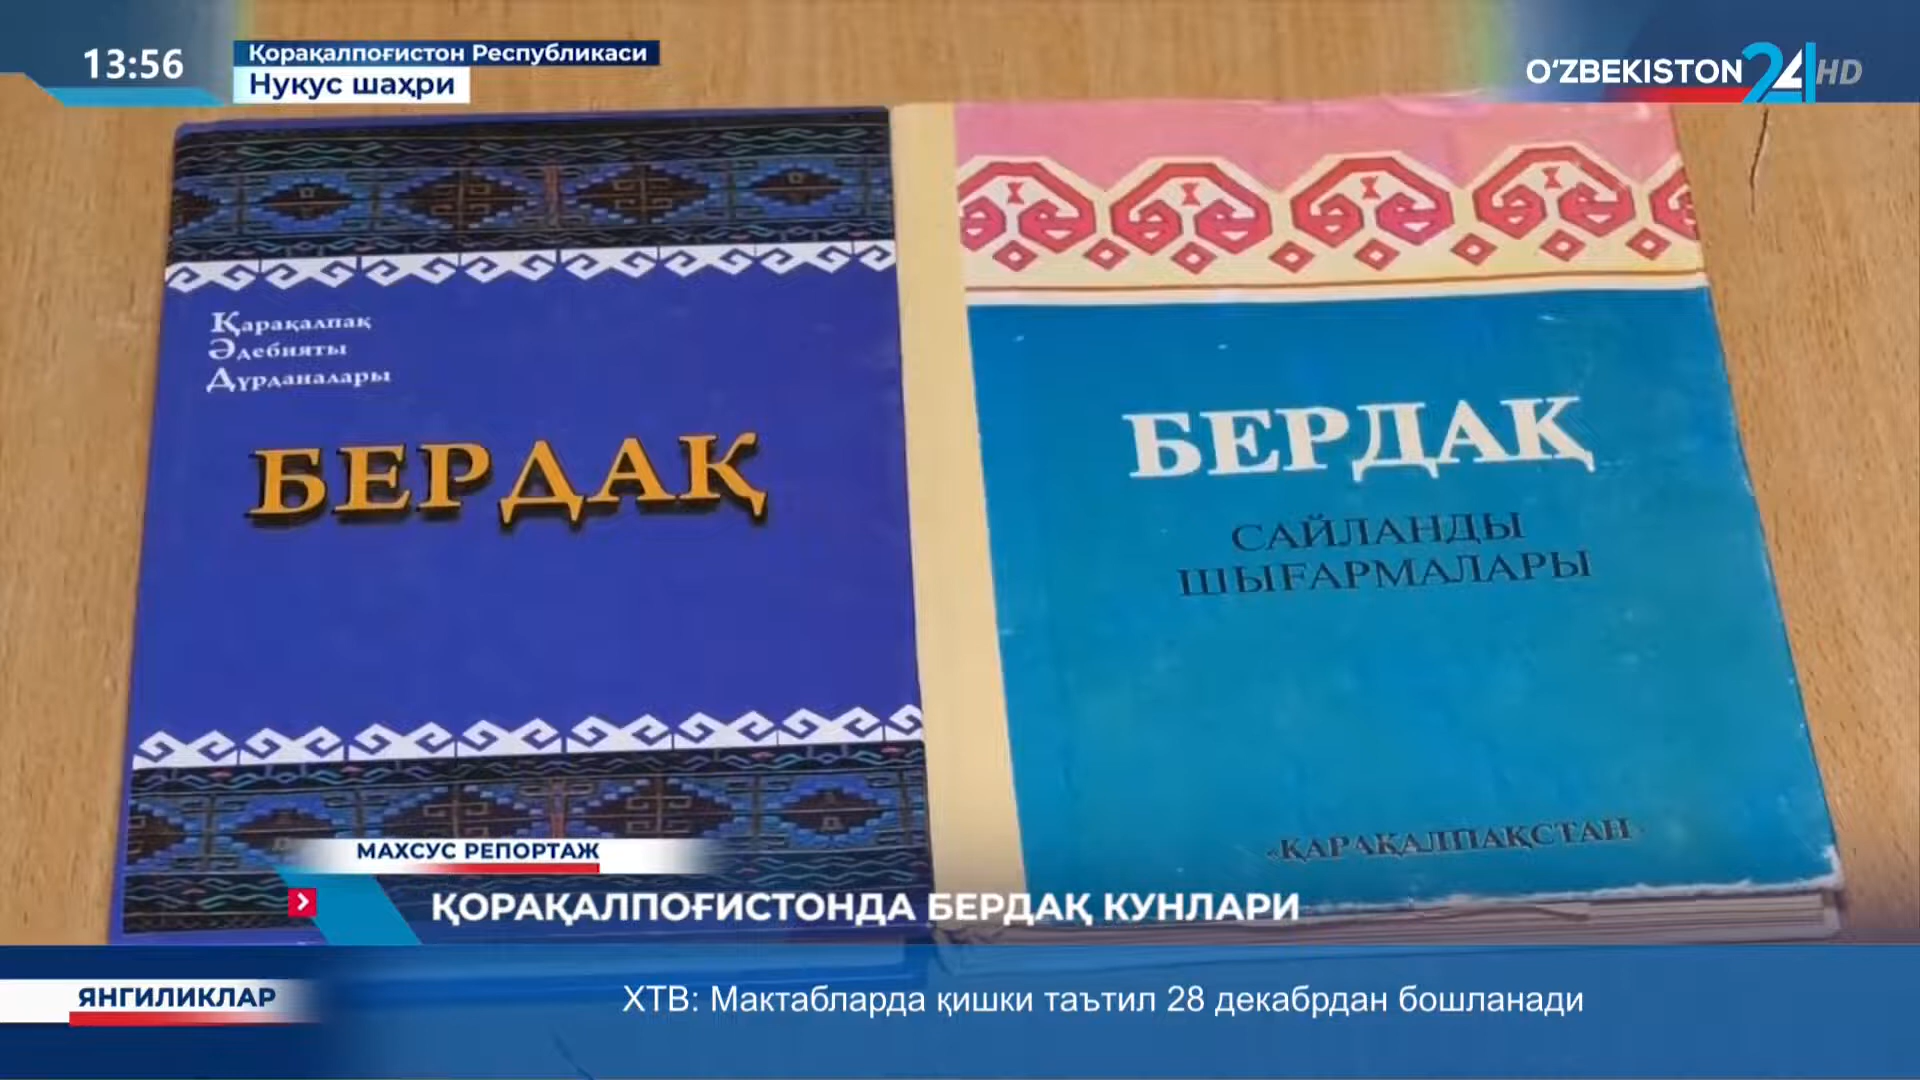 13:56
Қорақалпоғистон Республикаси
Нукус шаҳри
O‘ZBEKISTON 24 HD
Қарақалпақ
Әдебияты
Дүрданалары
БЕРДАҚ
БЕРДАҚ
САЙЛАНДЫ
ШЫҒАРМАЛАРЫ
«ҚАРАҚАЛПАҚСТАН»
МАХСУС РЕПОРТАЖ
ҚОРАҚАЛПОҒИСТОНДА БЕРДАҚ КУНЛАРИ
ЯНГИЛИКЛАР
ХТВ: Мактабларда қишки таътил 28 декабрдан бошланади